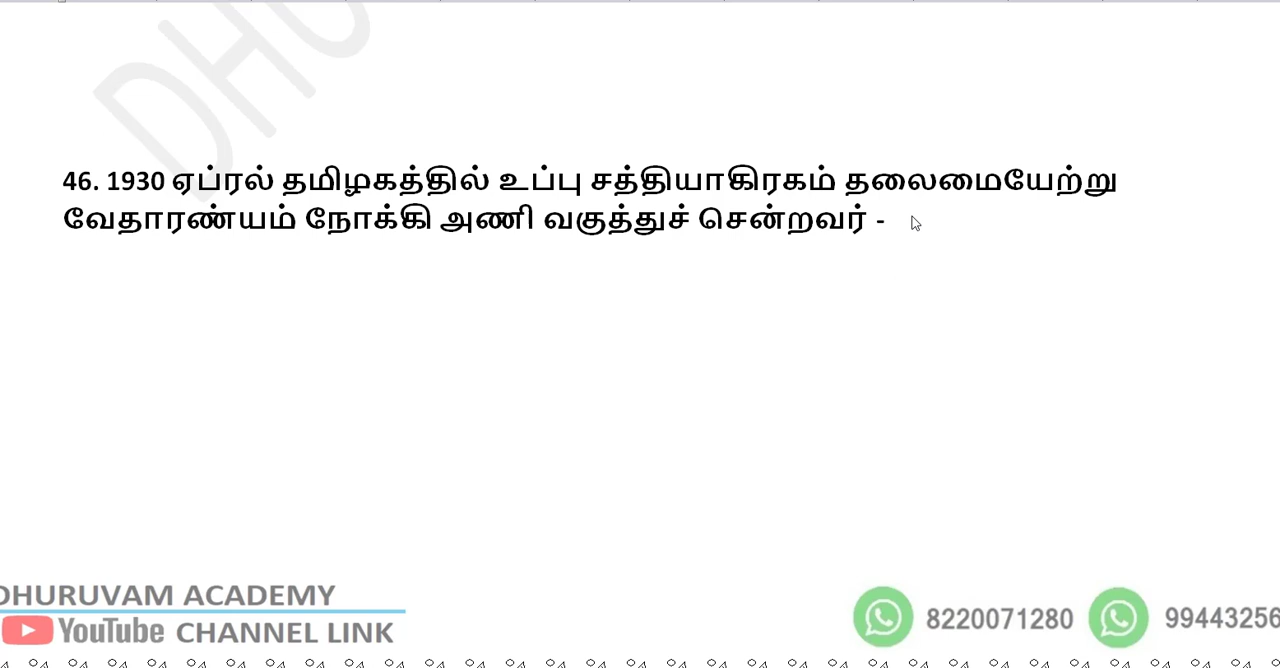 DHU
46. 1930 ஏப்ரல் தமிழகத்தில் உப்பு சத்தியாகிரகம் தலைமையேற்று
வேதாரண்யம் நோக்கி அணி வகுத்துச் சென்றவர் -
DHURUVAM ACADEMY
YouTube CHANNEL LINK
8220071280 99443256